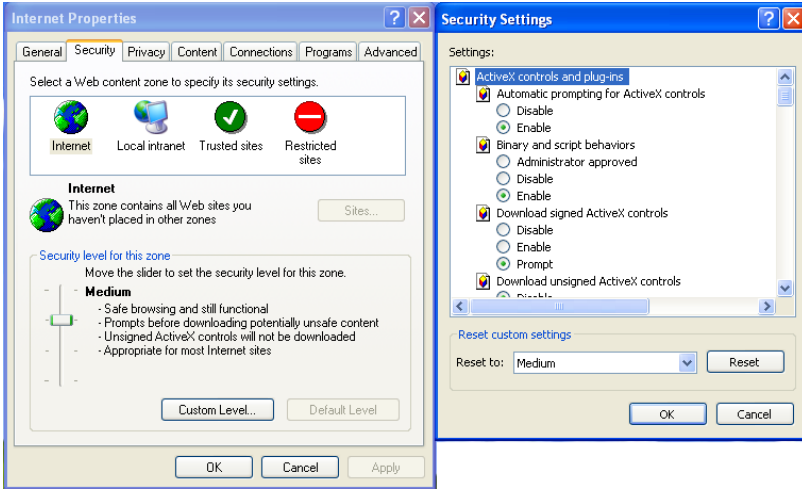 Internet Properties
General Security Privacy Content Connections Programs Advanced
Select a Web content zone to specify its security settings.
Internet
Local intranet
Trusted sites
Restricted
sites
Internet
This zone contains all Web sites you
haven't placed in other zones
Sites...
Security level for this zone
Move the slider to set the security level for this zone.
Medium
- Safe browsing and still functional
- Prompts before downloading potentially unsafe content
- Unsigned ActiveX controls will not be downloaded
- Appropriate for most Internet sites
Custom Level...
Default Level
OK
Cancel
Apply
Security Settings
Settings:
ActiveX controls and plug-ins
Automatic prompting for ActiveX controls
Disable
Enable
Binary and script behaviors
Administrator approved
Disable
Enable
Download signed ActiveX controls
Disable
Enable
Prompt
Download unsigned ActiveX controls
Disable
Reset custom settings
Reset to:
Medium
Reset
OK
Cancel